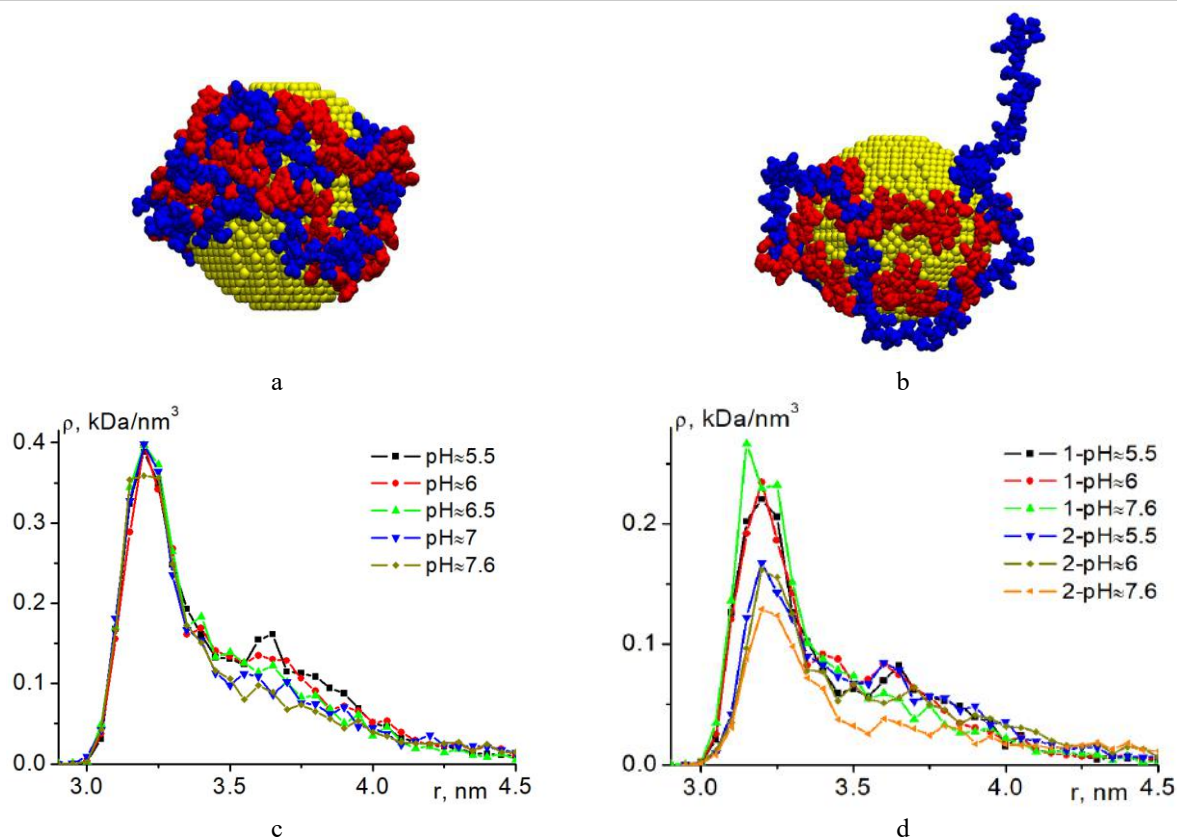 a
b
ρ, kDa/nm³
0.4
0.3
0.2
0.1
0.0
3.0
3.5
4.0
4.5
r, nm
pH≈5.5
pH≈6
pH≈6.5
pH≈7
pH≈7.6
c
ρ, kDa/nm³
0.2
0.1
0.0
3.0
3.5
4.0
4.5
r, nm
1-pH≈5.5
1-pH≈6
1-pH≈7.6
2-pH≈5.5
2-pH≈6
2-pH≈7.6
d